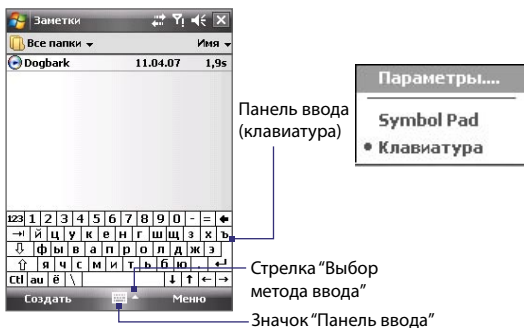 Заметки
Все папки Имя
Dogbark 11.04.07 1,9s
123 1 2 3 4 5 6 7 8 9 0 - =
й ц у к е н г ш щ з х ъ
ф ы в а п р о л д ж э
я ч с м и т ь б ю .
Ctl au ё \
Создать Меню
Панель ввода
(клавиатура)
Параметры....
Symbol Pad
Клавиатура
Стрелка “Выбор
метода ввода”
Значок “Панель ввода”